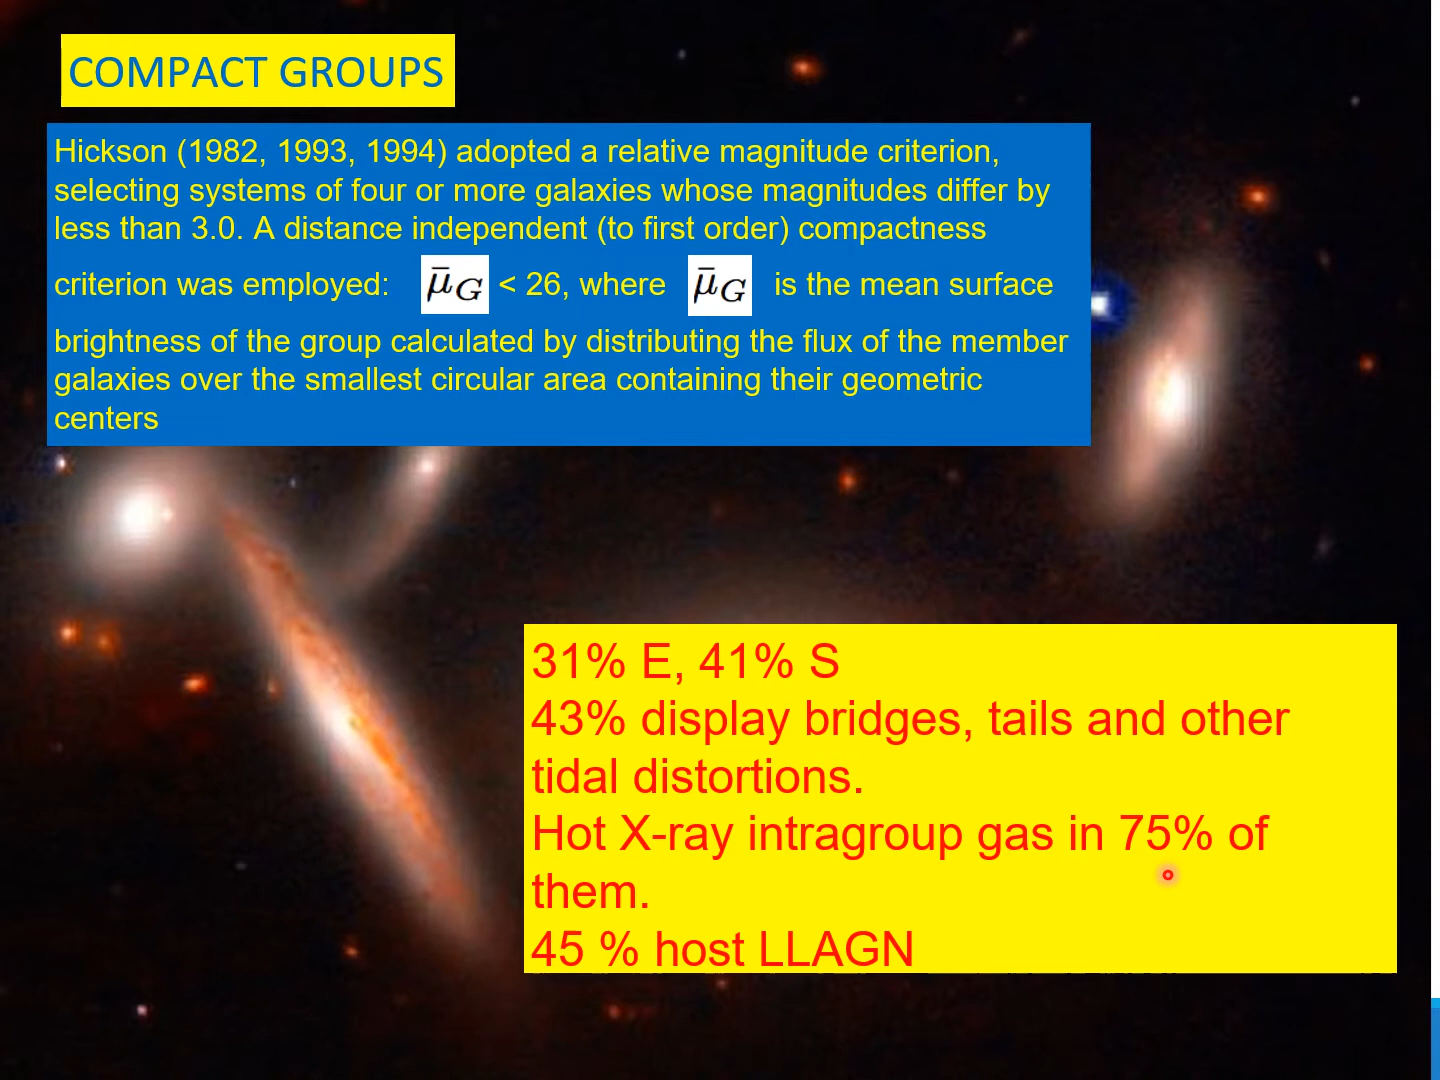 COMPACT GROUPS
Hickson (1982, 1993, 1994) adopted a relative magnitude criterion,
selecting systems of four or more galaxies whose magnitudes differ by
less than 3.0. A distance independent (to first order) compactness
criterion was employed: μ̄_G < 26, where μ̄_G is the mean surface
brightness of the group calculated by distributing the flux of the member
galaxies over the smallest circular area containing their geometric
centers
31% E, 41% S
43% display bridges, tails and other
tidal distortions.
Hot X-ray intragroup gas in 75% of
them.
45 % host LLAGN